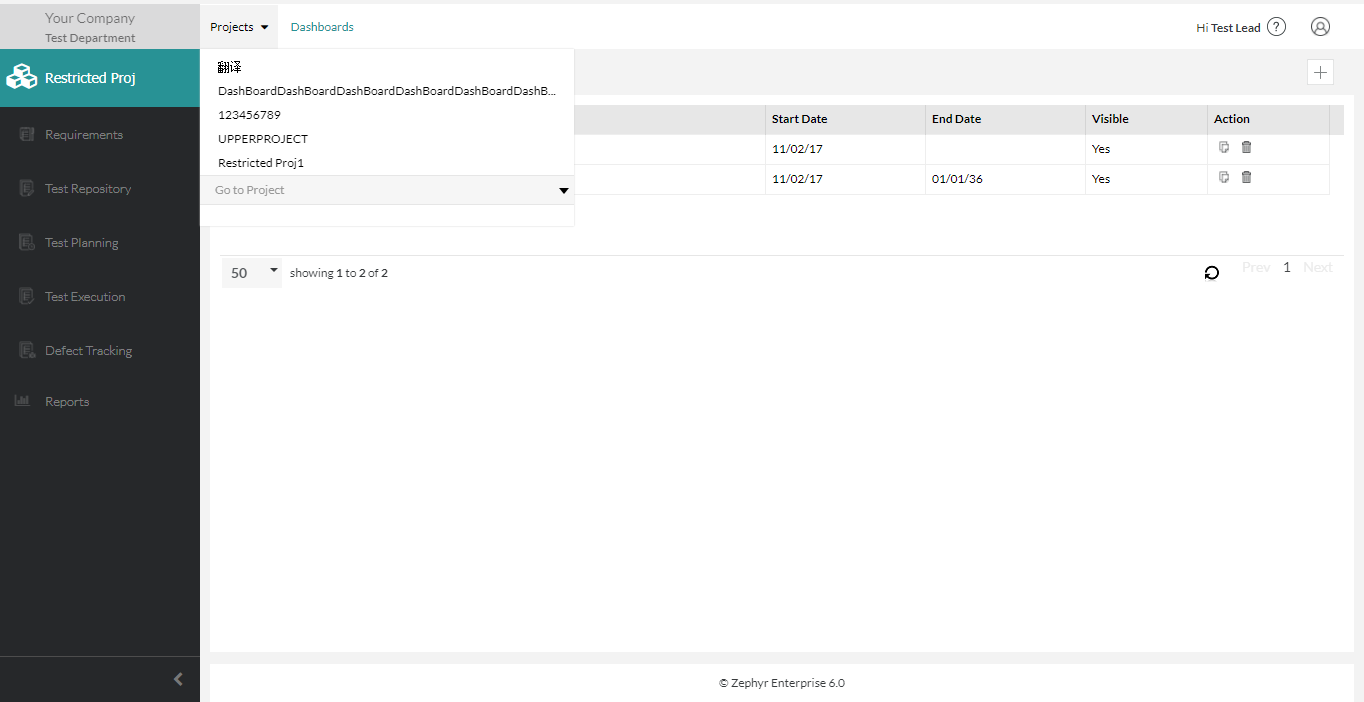 Your Company
Test Department
Projects
Dashboards
Hi Test Lead ?
Restricted Proj
翻译
DashBoardDashBoardDashBoardDashBoardDashBoardDashB...
123456789
UPPERPROJECT
Restricted Proj1
Go to Project
Requirements
Test Repository
Test Planning
Test Execution
Defect Tracking
Reports
Start Date End Date Visible Action
11/02/17 Yes
11/02/17 01/01/36 Yes
50 showing 1 to 2 of 2 Prev 1 Next
© Zephyr Enterprise 6.0